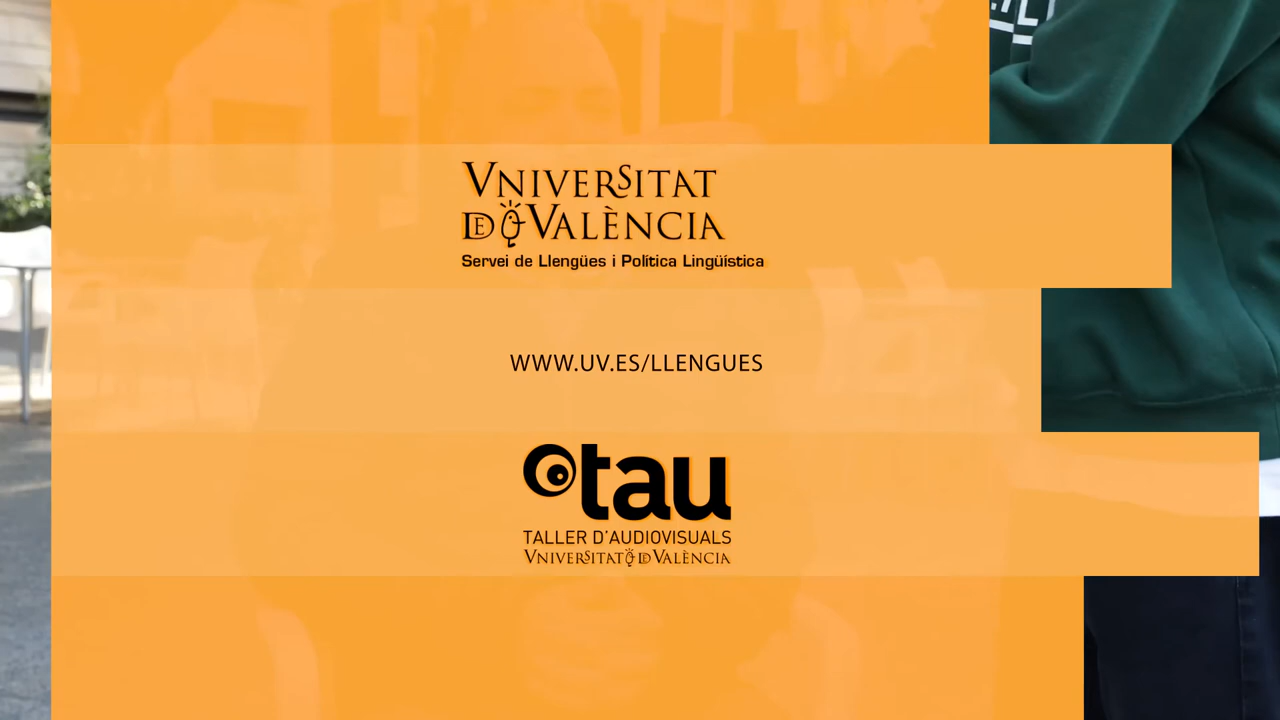 VNIVERSITAT
DE VALÈNCIA
Servei de Llengües i Política Lingüística
WWW.UV.ES/LLENGUES
tau
TALLER D'AUDIOVISUALS
VNIVERSITAT DE VALÈNCIA